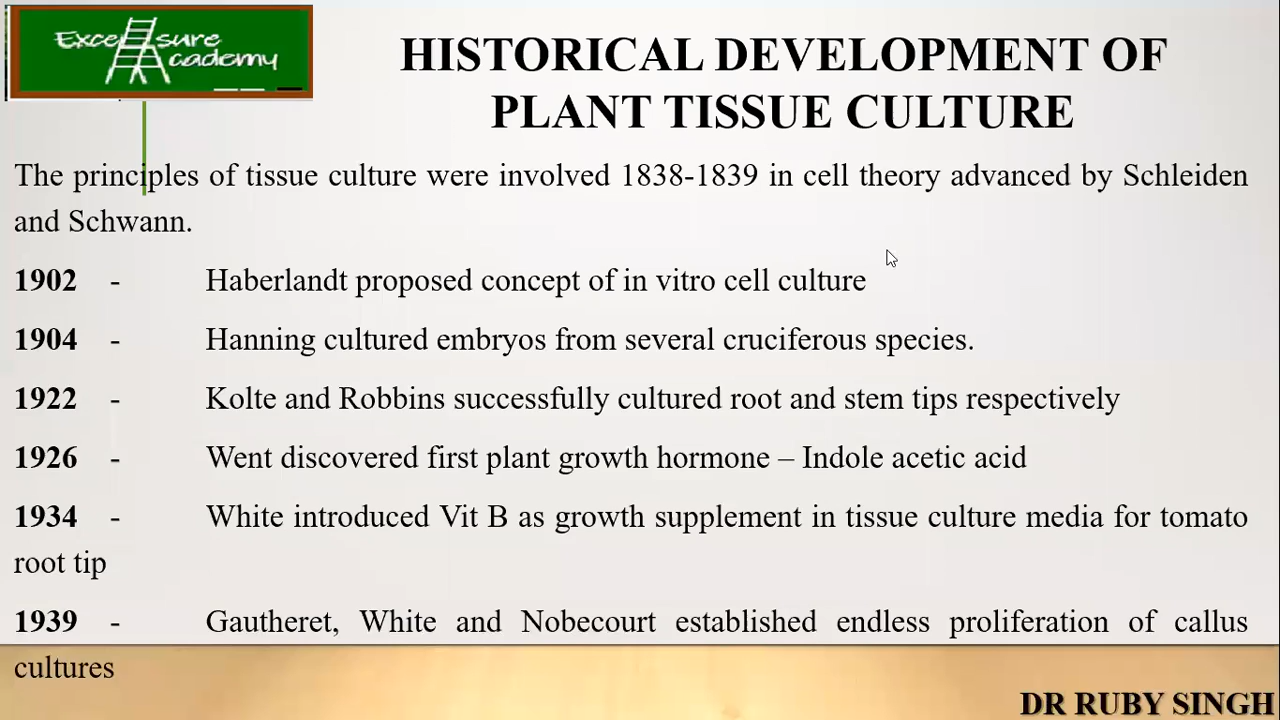 Excel sure
Academy
HISTORICAL DEVELOPMENT OF
PLANT TISSUE CULTURE
The principles of tissue culture were involved 1838-1839 in cell theory advanced by Schleiden
and Schwann.
1902 - Haberlandt proposed concept of in vitro cell culture
1904 - Hanning cultured embryos from several cruciferous species.
1922 - Kolte and Robbins successfully cultured root and stem tips respectively
1926 - Went discovered first plant growth hormone – Indole acetic acid
1934 - White introduced Vit B as growth supplement in tissue culture media for tomato
root tip
1939 - Gautheret, White and Nobecourt established endless proliferation of callus
cultures
DR RUBY SINGH